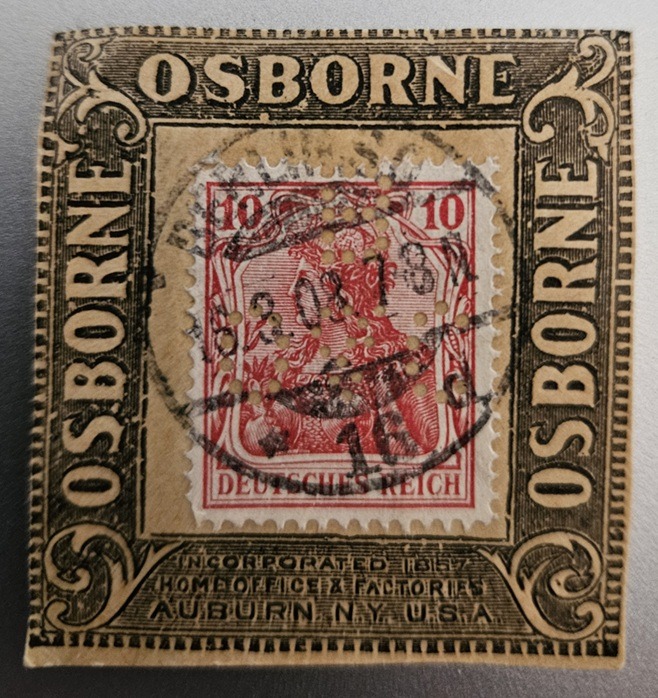 OSBORNE
OSBORNE
OSBORNE
10 10
DEUTSCHES REICH
INCORPORATED 1857
HOME OFFICE & FACTORIES
AUBURN. N.Y. U.S.A.